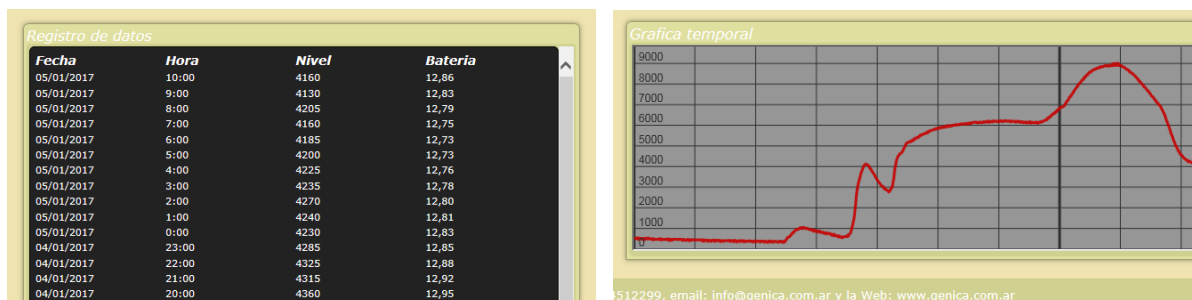 Registro de datos
Fecha Hora Nivel Bateria
05/01/2017 10:00 4160 12,86
05/01/2017 9:00 4130 12,83
05/01/2017 8:00 4205 12,79
05/01/2017 7:00 4160 12,75
05/01/2017 6:00 4185 12,73
05/01/2017 5:00 4200 12,73
05/01/2017 4:00 4225 12,76
05/01/2017 3:00 4235 12,78
05/01/2017 2:00 4270 12,80
05/01/2017 1:00 4240 12,81
05/01/2017 0:00 4230 12,83
04/01/2017 23:00 4285 12,85
04/01/2017 22:00 4325 12,88
04/01/2017 21:00 4315 12,92
04/01/2017 20:00 4360 12,95
Grafica temporal
9000
8000
7000
6000
5000
4000
3000
2000
1000
0
4512299, email: info@genica.com.ar y la Web: www.genica.com.ar